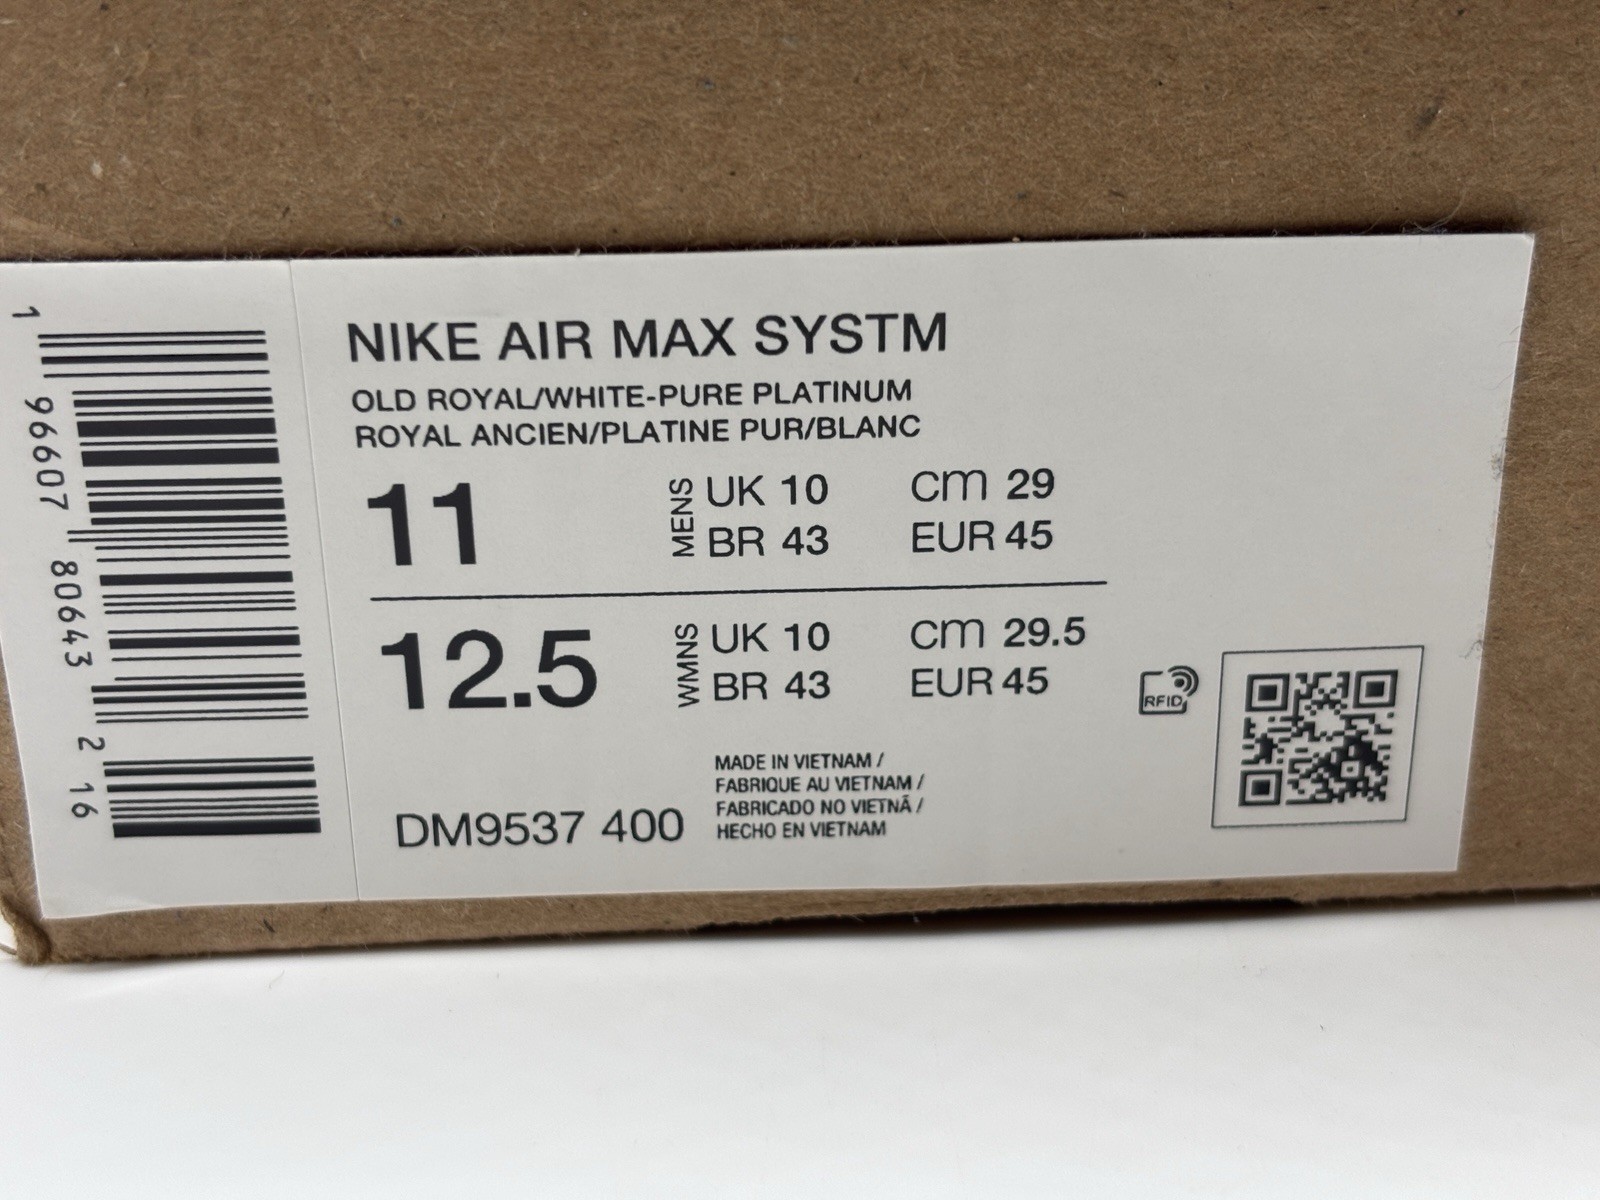 1 96607 80643 2 16
NIKE AIR MAX SYSTM
OLD ROYAL/WHITE-PURE PLATINUM
ROYAL ANCIEN/PLATINE PUR/BLANC
11 MENS UK 10 CM 29
BR 43 EUR 45
12.5 WMNS UK 10 CM 29.5
BR 43 EUR 45
RFID
MADE IN VIETNAM /
FABRIQUE AU VIETNAM /
FABRICADO NO VIETNÃ /
HECHO EN VIETNAM
DM9537 400